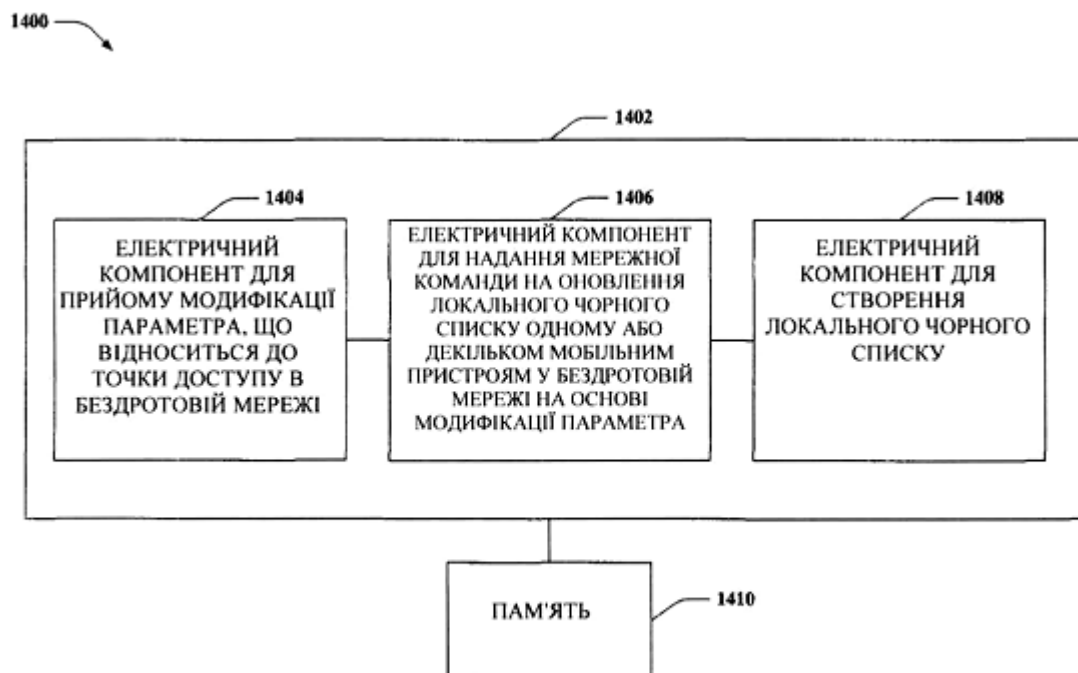 1400
1402
1404
ЕЛЕКТРИЧНИЙ
КОМПОНЕНТ ДЛЯ
ПРИЙОМУ МОДИФІКАЦІЇ
ПАРАМЕТРА, ЩО
ВІДНОСИТЬСЯ ДО
ТОЧКИ ДОСТУПУ В
БЕЗДРОТОВІЙ МЕРЕЖІ
1406
ЕЛЕКТРИЧНИЙ КОМПОНЕНТ
ДЛЯ НАДАННЯ МЕРЕЖНОЇ
КОМАНДИ НА ОНОВЛЕННЯ
ЛОКАЛЬНОГО ЧОРНОГО
СПИСКУ ОДНОМУ АБО
ДЕКІЛЬКОМ МОБІЛЬНИМ
ПРИСТРОЯМ У БЕЗДРОТОВІЙ
МЕРЕЖІ НА ОСНОВІ
МОДИФІКАЦІЇ ПАРАМЕТРА
1408
ЕЛЕКТРИЧНИЙ
КОМПОНЕНТ ДЛЯ
СТВОРЕННЯ
ЛОКАЛЬНОГО ЧОРНОГО
СПИСКУ
ПАМ'ЯТЬ
1410